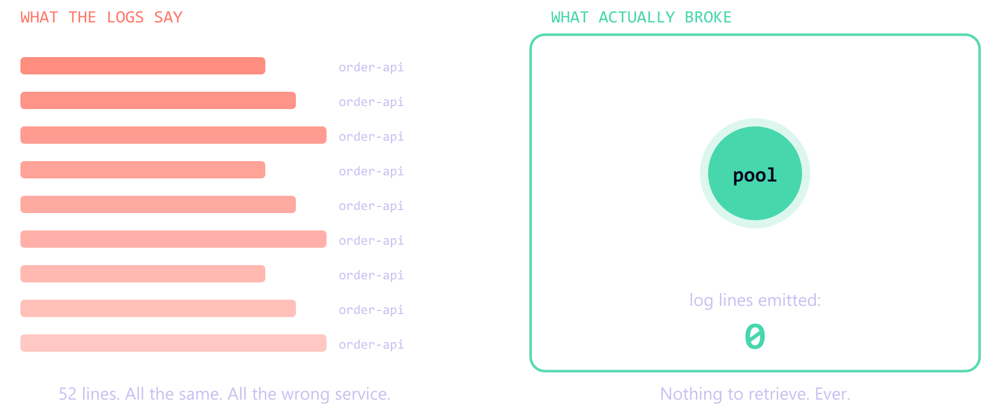 WHAT THE LOGS SAY
order-api
order-api
order-api
order-api
order-api
order-api
order-api
order-api
order-api
52 lines. All the same. All the wrong service.
WHAT ACTUALLY BROKE
pool
log lines emitted:
0
Nothing to retrieve. Ever.